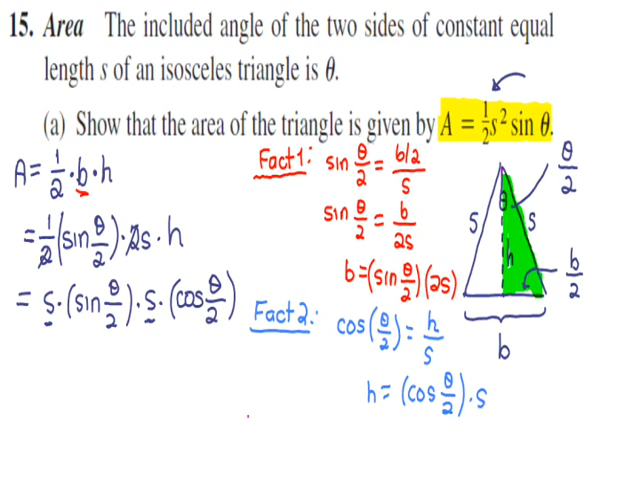 15. Area The included angle of the two sides of constant equal
length s of an isosceles triangle is θ.
(a) Show that the area of the triangle is given by A = 1/2 s² sin θ.
A = 1/2 · b · h
= 1/2 (sin θ/2) · 2s · h
= s · (sin θ/2) · s · (cos θ/2)
Fact 1: sin θ/2 = b/2 / s
sin θ/2 = b/2s
b = (sin θ/2)(2s)
Fact 2: cos(θ/2) = h/s
h = (cos θ/2) · s
θ/2
θ
s
s
h
b/2
b